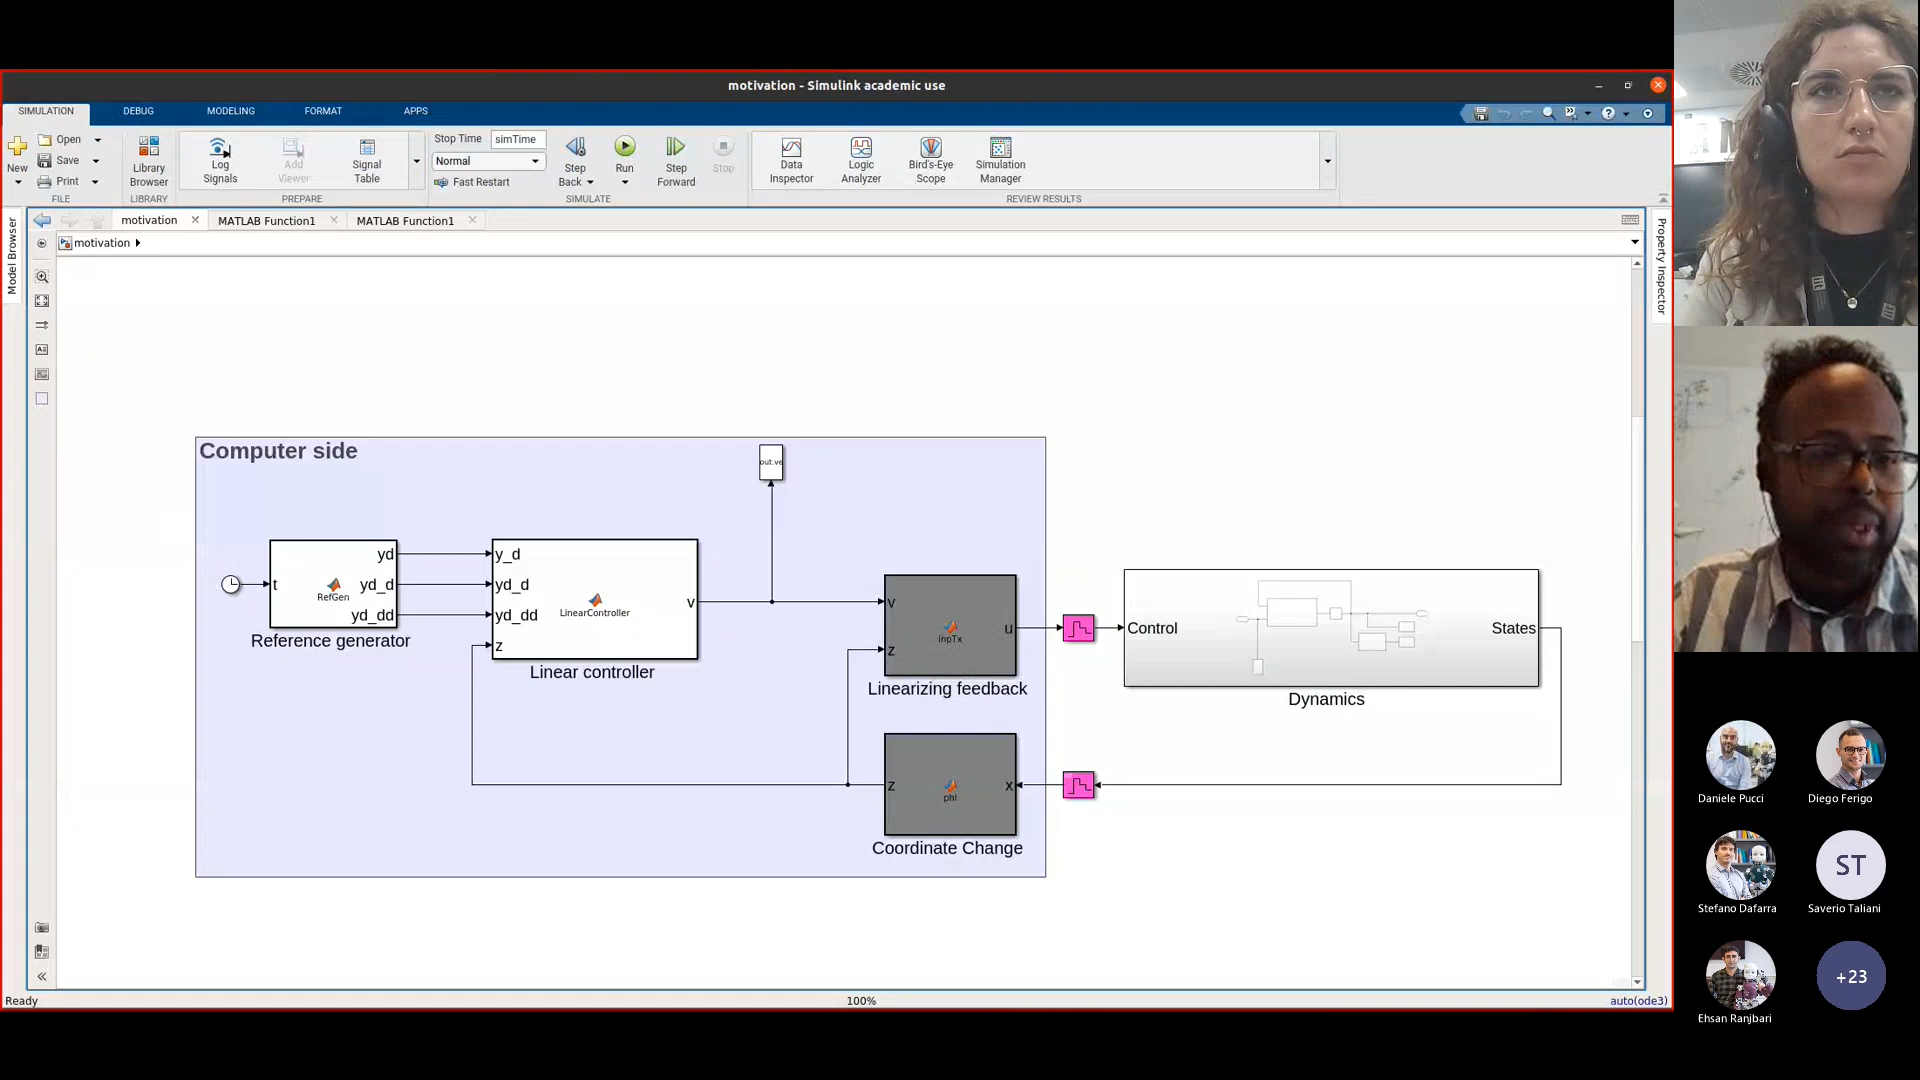 motivation - Simulink academic use
SIMULATION DEBUG MODELING FORMAT APPS
New
Open
Save
Print
FILE
Library Browser
LIBRARY
Log Signals
Add Viewer
Signal Table
PREPARE
Stop Time simTime
Normal
Fast Restart
Step Back
Run
Step Forward
Stop
SIMULATE
Data Inspector
Logic Analyzer
Bird's-Eye Scope
Simulation Manager
REVIEW RESULTS
Model Browser
motivation MATLAB Function1 MATLAB Function1
motivation
Property Inspector
Computer side
out.ve
t
RefGen
yd
yd_d
yd_dd
Reference generator
y_d
yd_d
yd_dd
z
LinearController
v
Linear controller
v
z
inpTx
u
Linearizing feedback
z
phi
x
Coordinate Change
Control
States
Dynamics
Ready
100%
auto(ode3)
Daniele Pucci
Diego Ferigo
Stefano Dafarra
ST
Saverio Taliani
Ehsan Ranjbari
+23